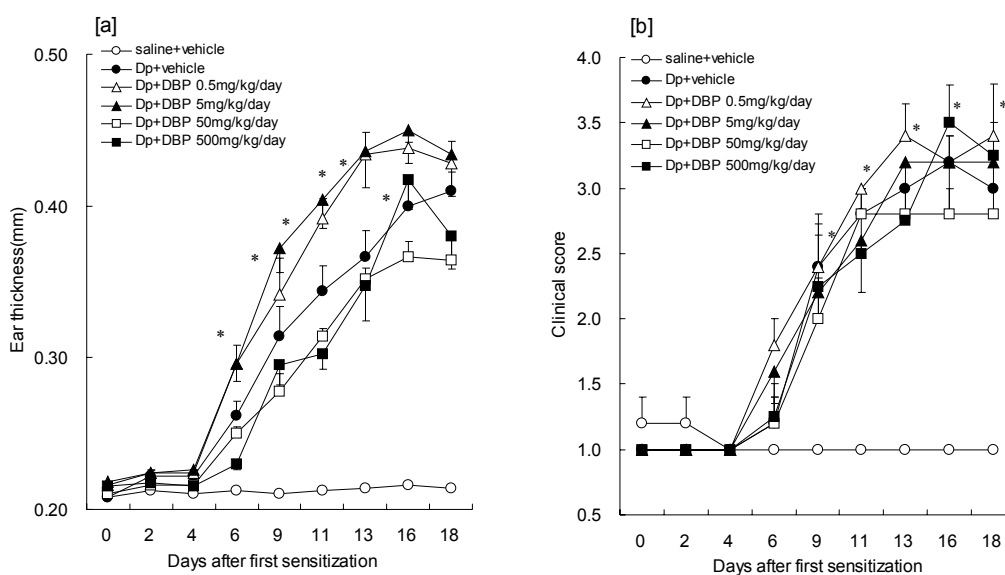 [a]
saline+vehicle
Dp+vehicle
Dp+DBP 0.5mg/kg/day
Dp+DBP 5mg/kg/day
Dp+DBP 50mg/kg/day
Dp+DBP 500mg/kg/day
Ear thickness(mm)
0.50
0.40
0.30
0.20
* * * * * *
0 2 4 6 9 11 13 16 18
Days after first sensitization
[b]
saline+vehicle
Dp+vehicle
Dp+DBP 0.5mg/kg/day
Dp+DBP 5mg/kg/day
Dp+DBP 50mg/kg/day
Dp+DBP 500mg/kg/day
Clinical score
4.0
3.5
3.0
2.5
2.0
1.5
1.0
0.5
* * * * *
0 2 4 6 9 11 13 16 18
Days after first sensitization